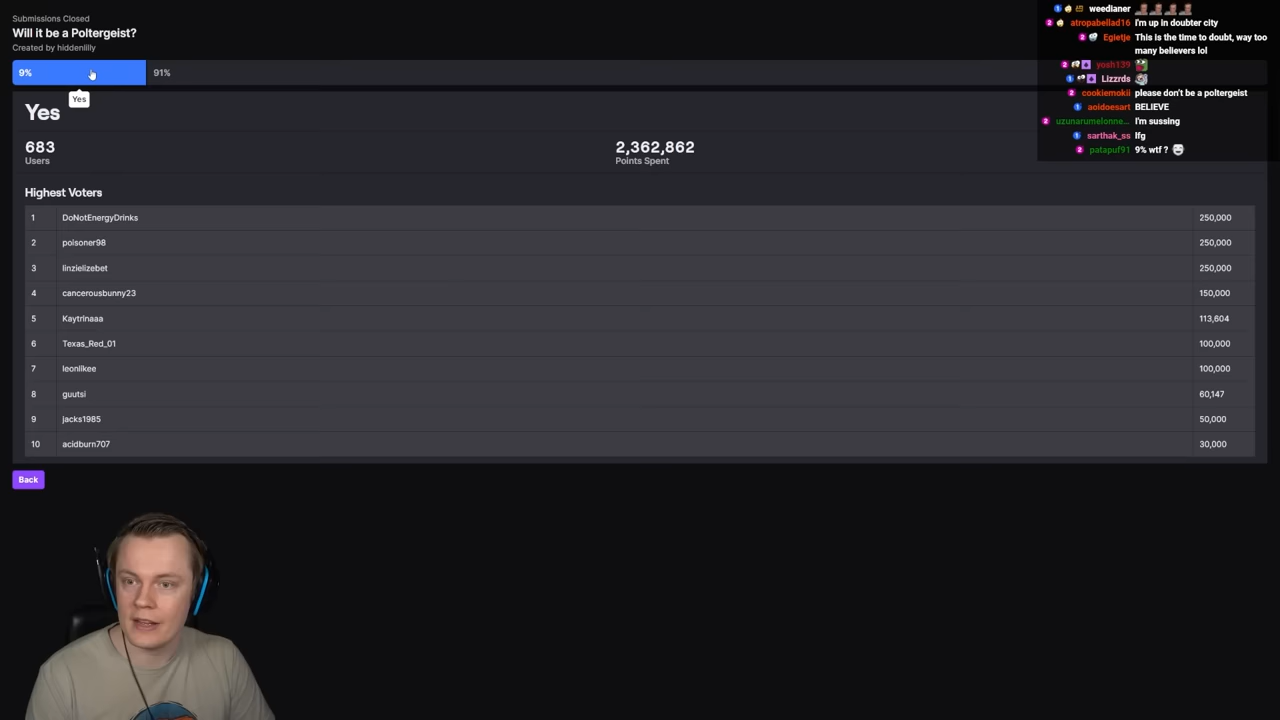 Submissions Closed
Will it be a Poltergeist?
Created by hiddenlilly
9%
91%
Yes
Yes
683
Users
2,362,862
Points Spent
Highest Voters
1 DoNotEnergyDrinks 250,000
2 poisoner98 250,000
3 linzielizebet 250,000
4 cancerousbunny23 150,000
5 Kaytrinaaa 113,604
6 Texas_Red_01 100,000
7 leonlikee 100,000
8 guutsi 60,147
9 jacks1985 50,000
10 acidburn707 30,000
Back
weedlaner
atropabellad16 I'm up in doubter city
Egietje This is the time to doubt, way too
many believers lol
yosh139
Lizzrds
cookiemokii please don't be a poltergeist
aoidoesart BELIEVE
uzunarumelonne... I'm sussing
sarthak_ss lfg
patapuf91 9% wtf ?